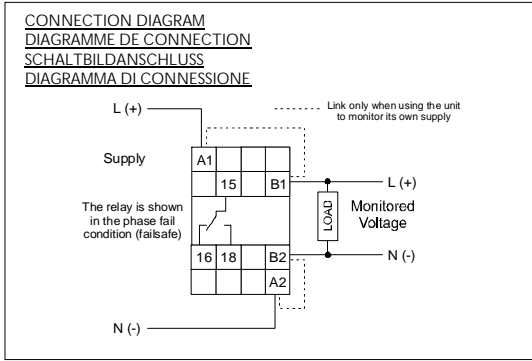 CONNECTION DIAGRAM
DIAGRAMME DE CONNECTION
SCHALTBILDANSCHLUSS
DIAGRAMMA DI CONNESSIONE
L (+)
Link only when using the unit
to monitor its own supply
Supply
A1
15
B1
L (+)
The relay is shown
in the phase fail
condition (failsafe)
LOAD
Monitored
Voltage
16
18
B2
N (-)
A2
N (-)